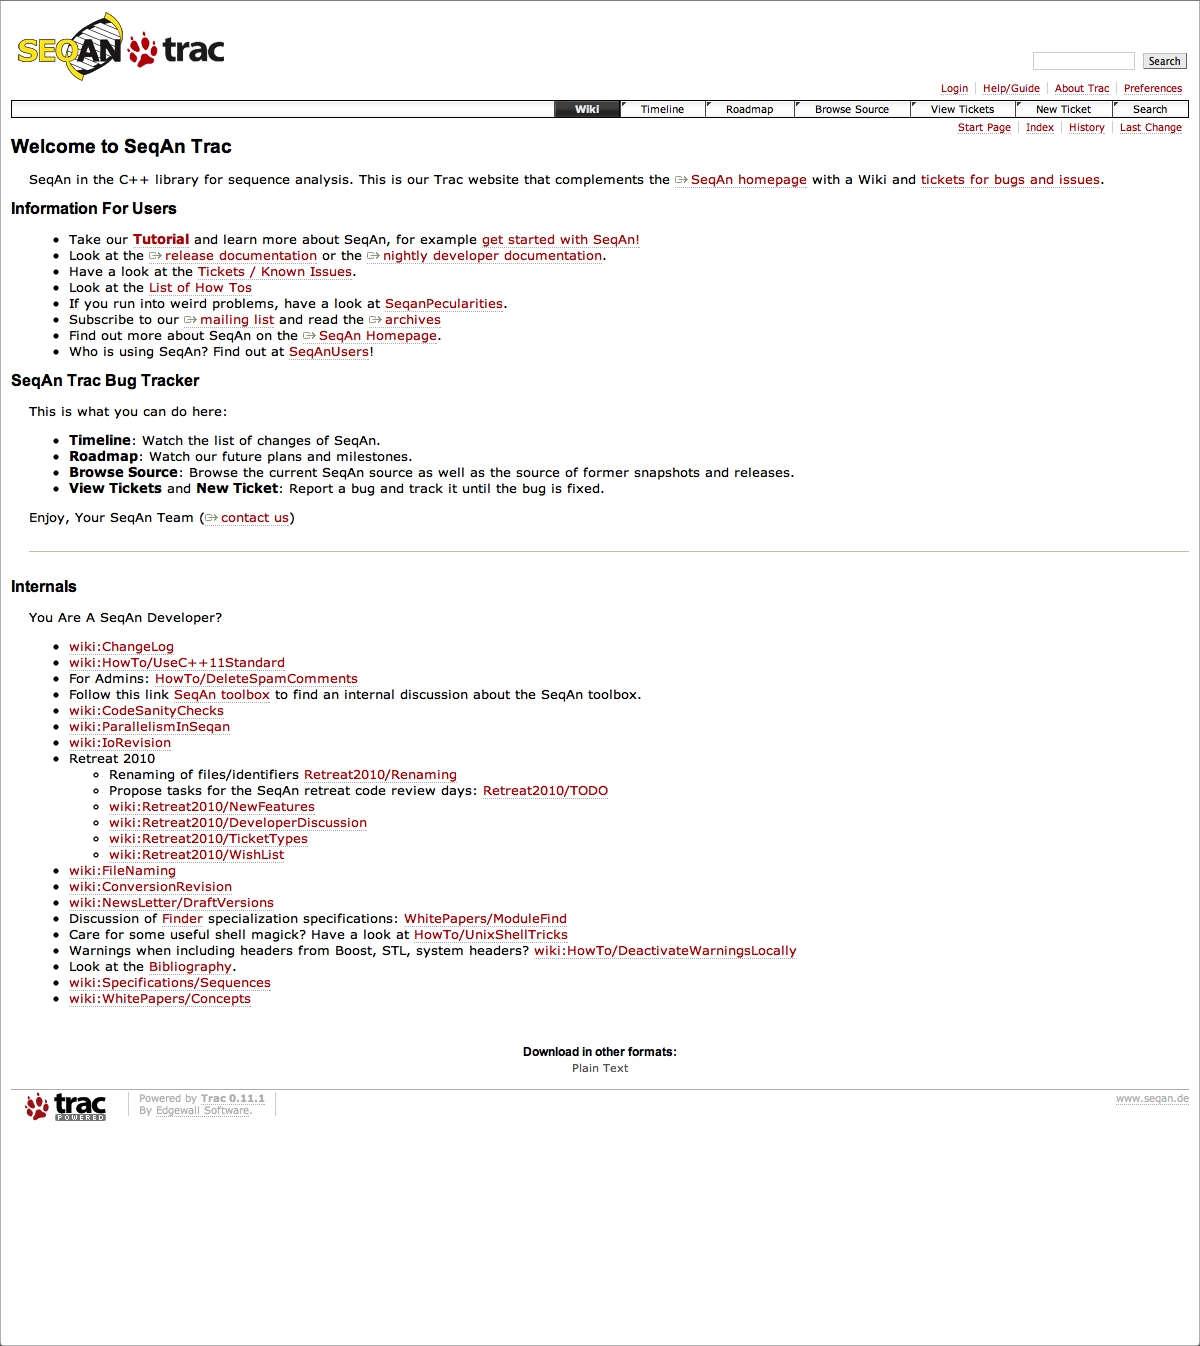 SEQAN trac
Search
Login Help/Guide About Trac Preferences
Wiki Timeline Roadmap Browse Source View Tickets New Ticket Search
Start Page Index History Last Change
Welcome to SeqAn Trac
SeqAn in the C++ library for sequence analysis. This is our Trac website that complements the SeqAn homepage with a Wiki and tickets for bugs and issues.
Information For Users
Take our Tutorial and learn more about SeqAn, for example get started with SeqAn!
Look at the release documentation or the nightly developer documentation.
Have a look at the Tickets / Known Issues.
Look at the List of How Tos
If you run into weird problems, have a look at SeqanPecularities.
Subscribe to our mailing list and read the archives
Find out more about SeqAn on the SeqAn Homepage.
Who is using SeqAn? Find out at SeqAnUsers!
SeqAn Trac Bug Tracker
This is what you can do here:
Timeline: Watch the list of changes of SeqAn.
Roadmap: Watch our future plans and milestones.
Browse Source: Browse the current SeqAn source as well as the source of former snapshots and releases.
View Tickets and New Ticket: Report a bug and track it until the bug is fixed.
Enjoy, Your SeqAn Team (contact us)
Internals
You Are A SeqAn Developer?
wiki:ChangeLog
wiki:HowTo/UseC++11Standard
For Admins: HowTo/DeleteSpamComments
Follow this link SeqAn toolbox to find an internal discussion about the SeqAn toolbox.
wiki:CodeSanityChecks
wiki:ParallelismInSeqan
wiki:IoRevision
Retreat 2010
Renaming of files/identifiers Retreat2010/Renaming
Propose tasks for the SeqAn retreat code review days: Retreat2010/TODO
wiki:Retreat2010/NewFeatures
wiki:Retreat2010/DeveloperDiscussion
wiki:Retreat2010/TicketTypes
wiki:Retreat2010/WishList
wiki:FileNaming
wiki:ConversionRevision
wiki:NewsLetter/DraftVersions
Discussion of Finder specialization specifications: WhitePapers/ModuleFind
Care for some useful shell magick? Have a look at HowTo/UnixShellTricks
Warnings when including headers from Boost, STL, system headers? wiki:HowTo/DeactivateWarningsLocally
Look at the Bibliography.
wiki:Specifications/Sequences
wiki:WhitePapers/Concepts
Download in other formats:
Plain Text
trac POWERED
Powered by Trac 0.11.1
By Edgewall Software.
www.seqan.de